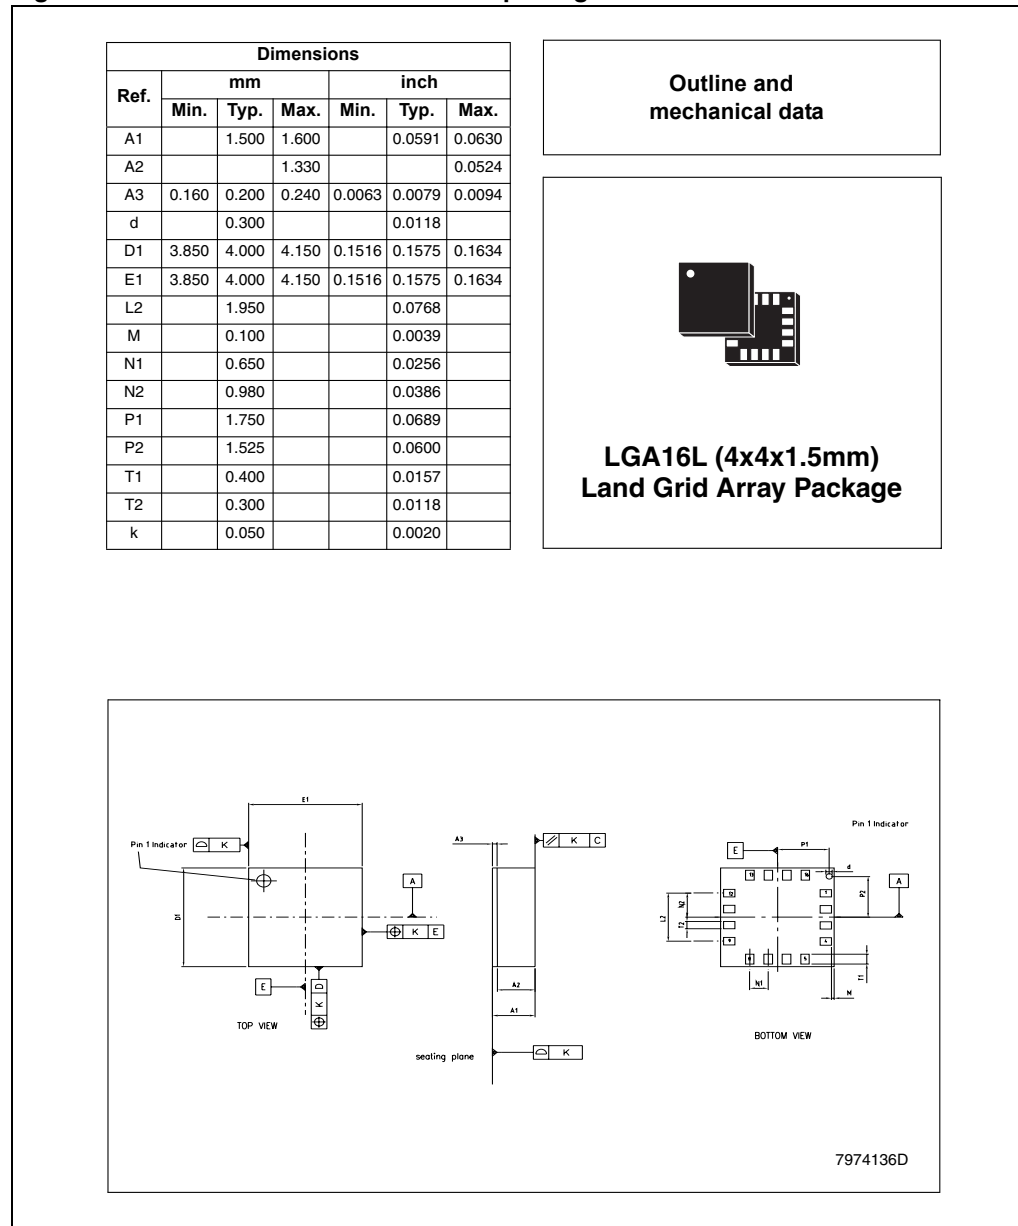 Dimensions
Ref. mm inch
Min. Typ. Max. Min. Typ. Max.
A1 1.500 1.600 0.0591 0.0630
A2 1.330 0.0524
A3 0.160 0.200 0.240 0.0063 0.0079 0.0094
d 0.300 0.0118
D1 3.850 4.000 4.150 0.1516 0.1575 0.1634
E1 3.850 4.000 4.150 0.1516 0.1575 0.1634
L2 1.950 0.0768
M 0.100 0.0039
N1 0.650 0.0256
N2 0.980 0.0386
P1 1.750 0.0689
P2 1.525 0.0600
T1 0.400 0.0157
T2 0.300 0.0118
k 0.050 0.0020
Outline and
mechanical data
LGA16L (4x4x1.5mm)
Land Grid Array Package
E1
Pin 1 Indicator
K
D1
A
K E
E
K D
TOP VIEW
A3
K C
A2
A1
seating plane
K
Pin 1 Indicator
E
P1
d
A
13 16
12 1
N2
L2
T2
P2
9 4
5
N1
T1
M
BOTTOM VIEW
7974136D